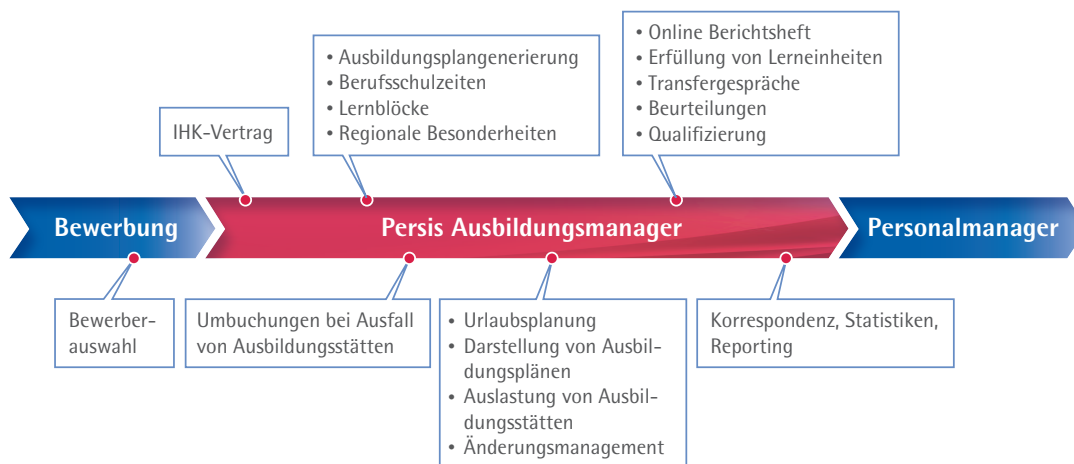 • Online Berichtsheft
• Erfüllung von Lerneinheiten
• Transfergespräche
• Beurteilungen
• Qualifizierung
• Ausbildungsplangenerierung
• Berufsschulzeiten
• Lernblöcke
• Regionale Besonderheiten
IHK-Vertrag
Bewerbung
Persis Ausbildungsmanager
Personalmanager
Bewerber-
auswahl
Umbuchungen bei Ausfall
von Ausbildungsstätten
• Urlaubsplanung
• Darstellung von Ausbil-
dungsplänen
• Auslastung von Ausbil-
dungsstätten
• Änderungsmanagement
Korrespondenz, Statistiken,
Reporting